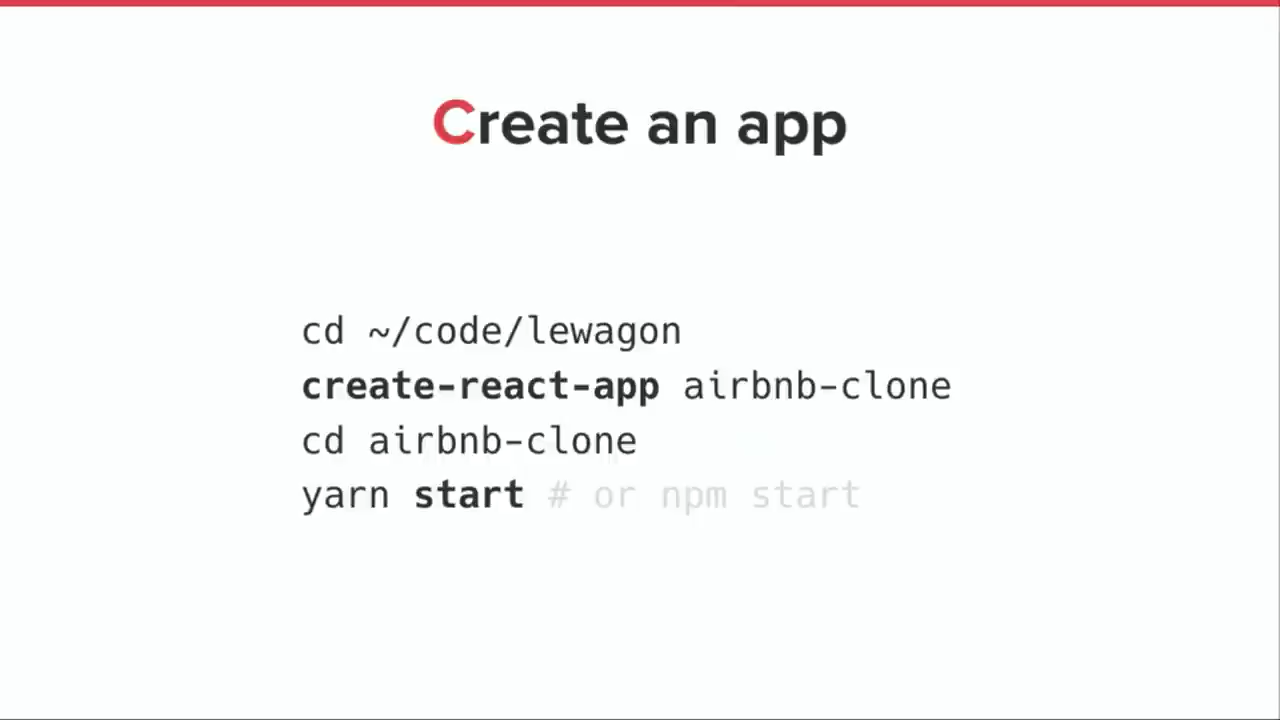 Create an app
cd ~/code/lewagon
create-react-app airbnb-clone
cd airbnb-clone
yarn start # or npm start